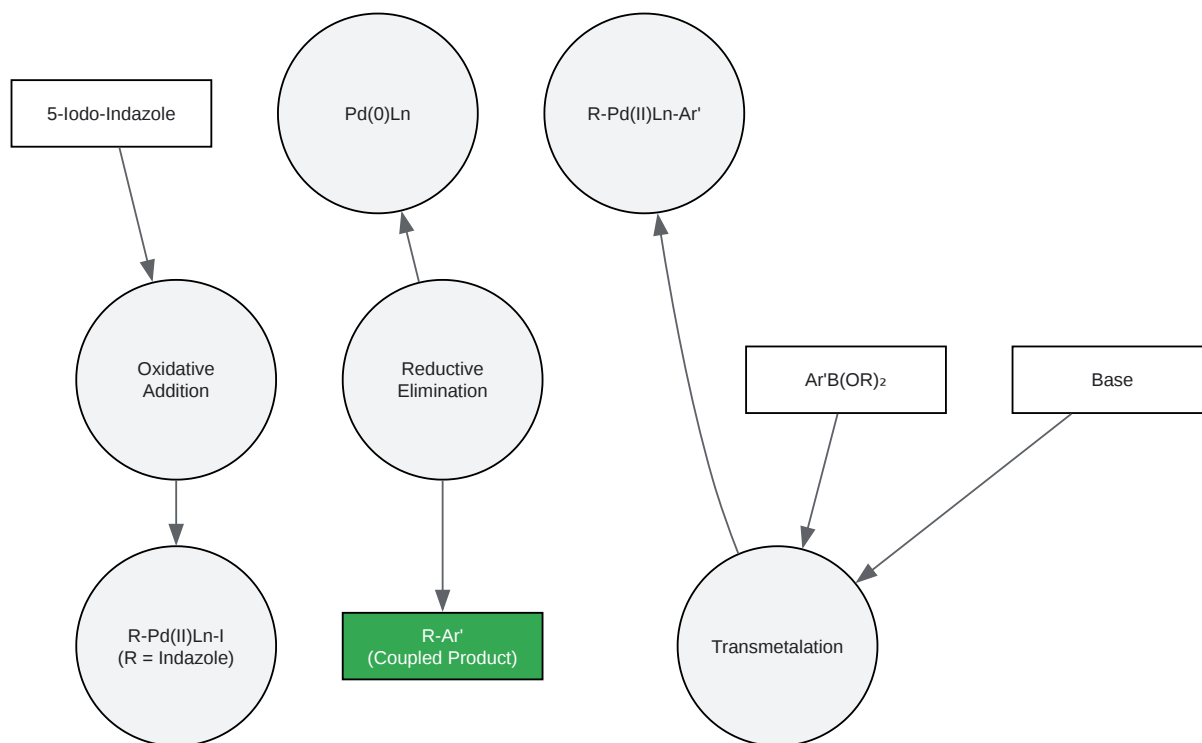 5-Iodo-Indazole
Pd(0)Ln
R-Pd(II)Ln-Ar'
Oxidative
Addition
Reductive
Elimination
Ar'B(OR)₂
Base
R-Pd(II)Ln-I
(R = Indazole)
R-Ar'
(Coupled Product)
Transmetalation